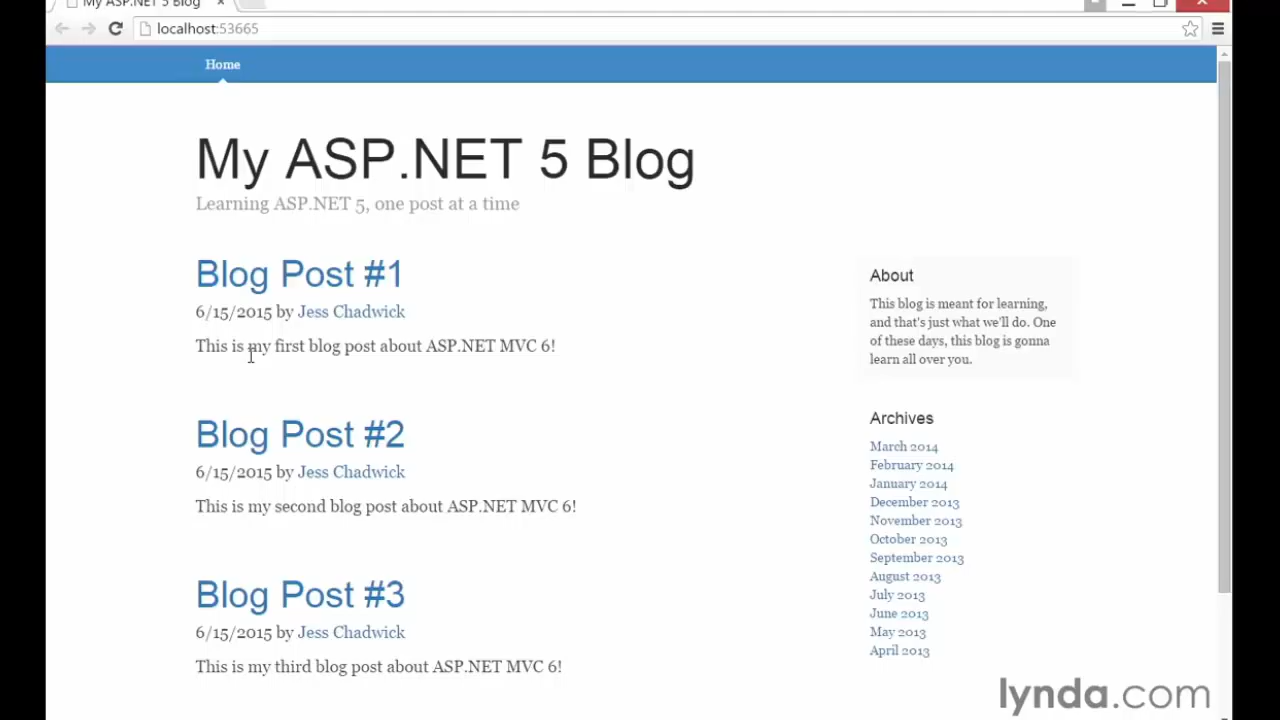 My ASP.NET 5 Blog
localhost:53665
Home
My ASP.NET 5 Blog
Learning ASP.NET 5, one post at a time
Blog Post #1
6/15/2015 by Jess Chadwick
This is my first blog post about ASP.NET MVC 6!
Blog Post #2
6/15/2015 by Jess Chadwick
This is my second blog post about ASP.NET MVC 6!
Blog Post #3
6/15/2015 by Jess Chadwick
This is my third blog post about ASP.NET MVC 6!
About
This blog is meant for learning,
and that's just what we'll do. One
of these days, this blog is gonna
learn all over you.
Archives
March 2014
February 2014
January 2014
December 2013
November 2013
October 2013
September 2013
August 2013
July 2013
June 2013
May 2013
April 2013
lynda.com